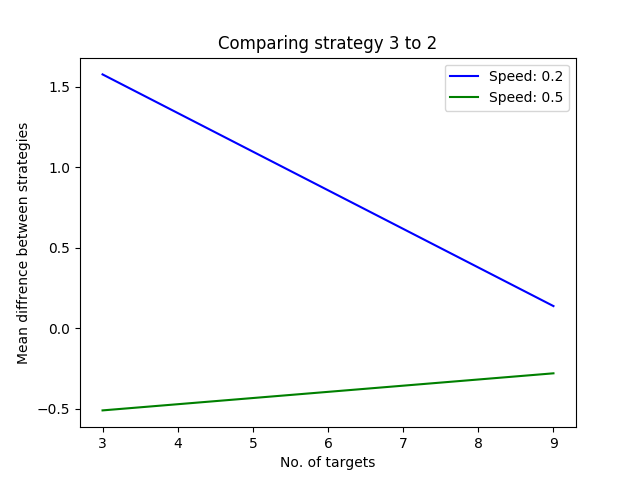 Comparing strategy 3 to 2
Speed: 0.2
Speed: 0.5
Mean diffrence between strategies
1.5
1.0
0.5
0.0
−0.5
3 4 5 6 7 8 9
No. of targets